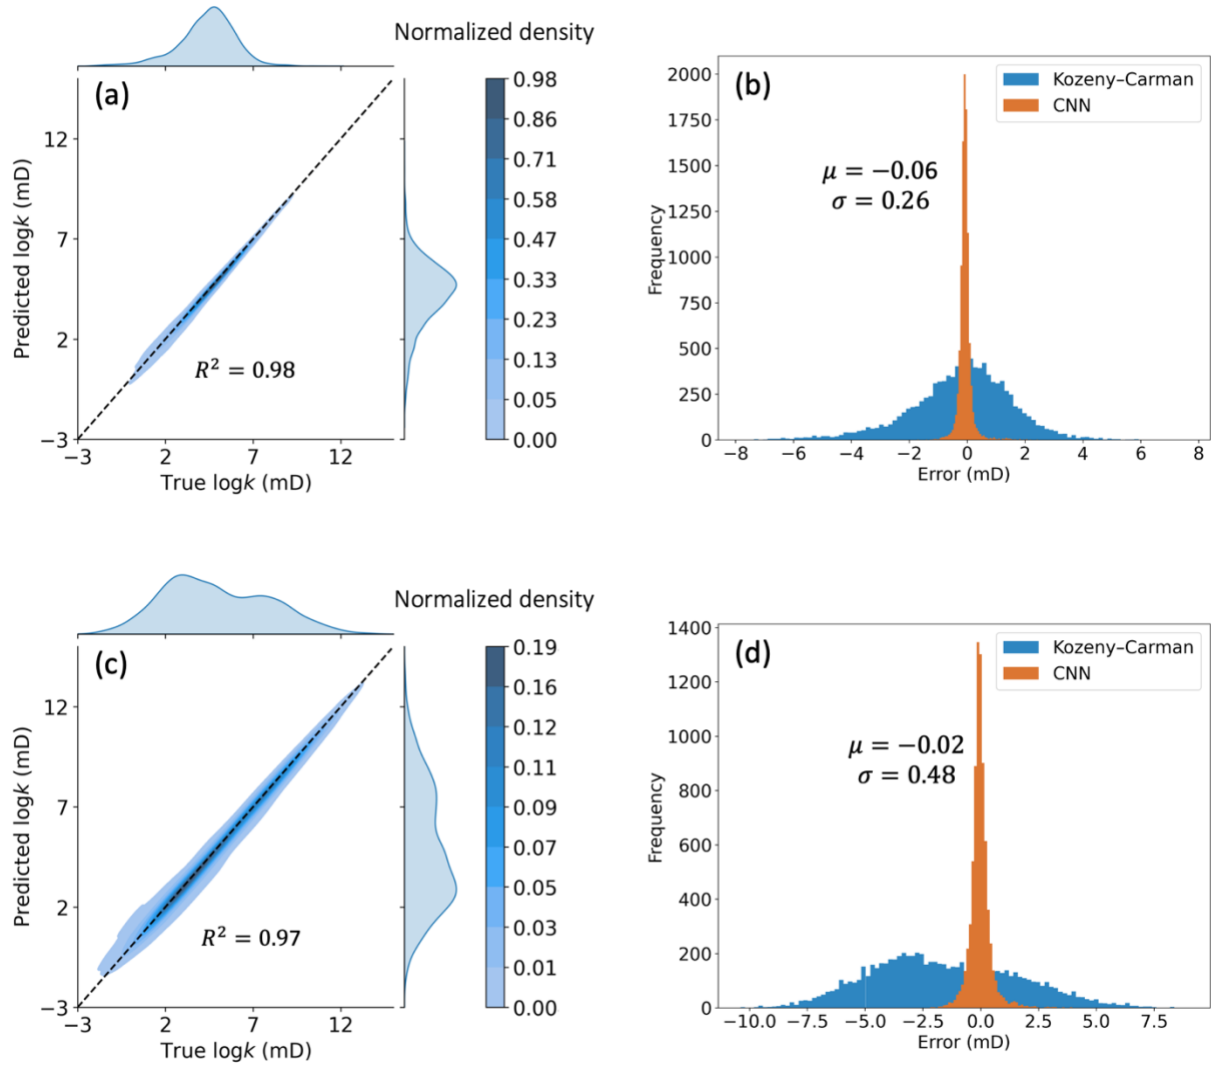 Normalized density
(a)
12
7
2
−3
Predicted logk (mD)
−3 2 7 12
True logk (mD)
R² = 0.98
0.98
0.86
0.71
0.58
0.47
0.33
0.23
0.13
0.05
0.00
(b)
Kozeny–Carman
CNN
μ = −0.06
σ = 0.26
2000
1750
1500
1250
1000
750
500
250
0
Frequency
−8 −6 −4 −2 0 2 4 6 8
Error (mD)
Normalized density
(c)
12
7
2
−3
Predicted logk (mD)
−3 2 7 12
True logk (mD)
R² = 0.97
0.19
0.16
0.12
0.11
0.09
0.07
0.05
0.03
0.01
0.00
(d)
Kozeny–Carman
CNN
μ = −0.02
σ = 0.48
1400
1200
1000
800
600
400
200
0
Frequency
−10.0 −7.5 −5.0 −2.5 0.0 2.5 5.0 7.5
Error (mD)